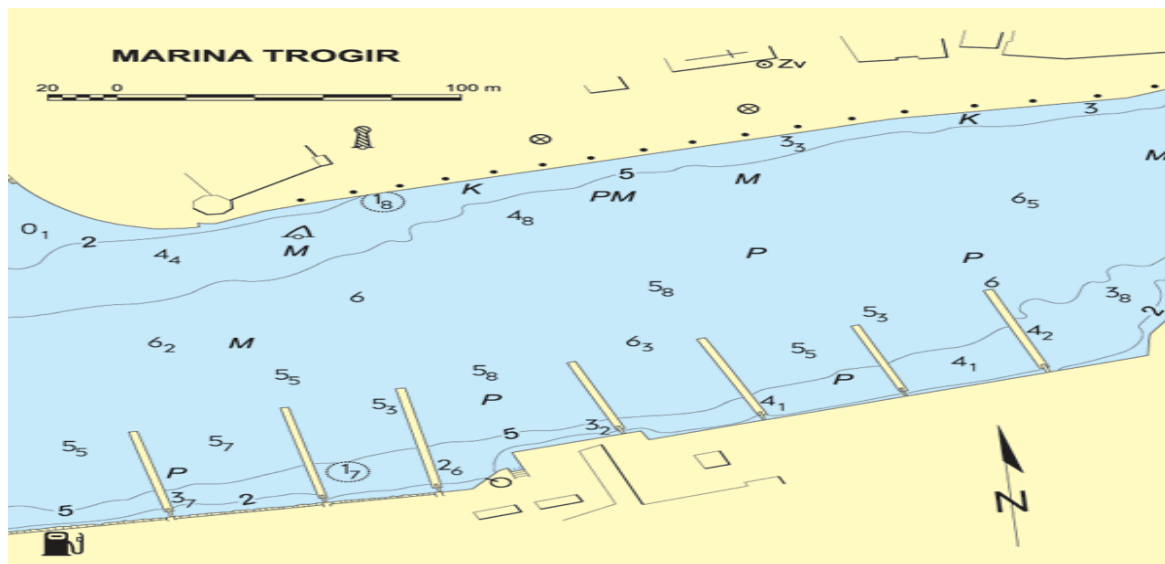 MARINA TROGIR
20 0 100 m
Zv
3
K
3₃
M
5
K
1₈
PM
M
6₅
4₈
0₁
2
4₄
M
P
P
6
5₈
6
3₈
2
5₃
4₂
6₂
M
6₃
5₅
4₁
5₅
5₈
P
5₃
P
4₁
3₂
5
5₅
5₇
P
1₇
2₆
3₇
2
5
N